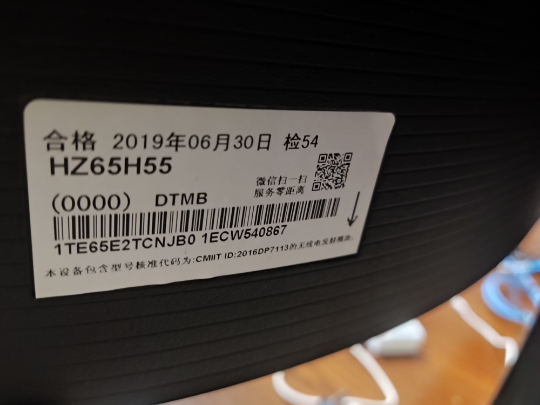 合格 2019年06月30日 检54
HZ65H55
微信扫一扫
服务零距离
(0000) DTMB
1TE65E2TCNJB0 1ECW540867
本设备包含型号核准代码为:CMIIT ID:2016DP7113的无线电发射模块。